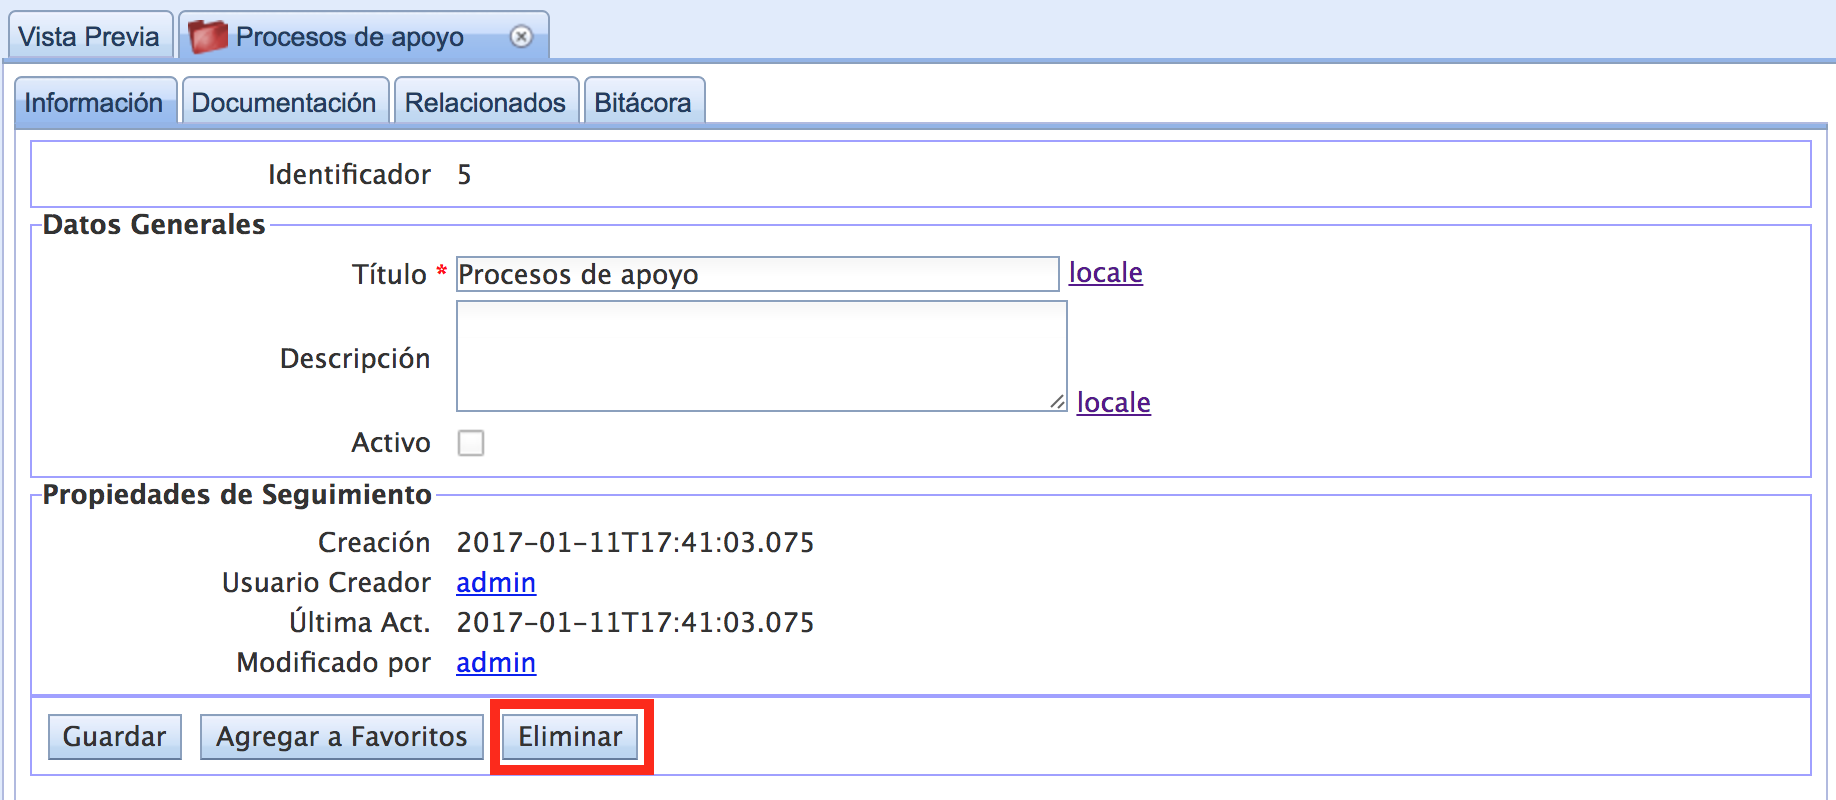 Vista Previa Procesos de apoyo
Información Documentación Relacionados Bitácora
Identificador 5
Datos Generales
Título * Procesos de apoyo locale
Descripción locale
Activo
Propiedades de Seguimiento
Creación 2017-01-11T17:41:03.075
Usuario Creador admin
Última Act. 2017-01-11T17:41:03.075
Modificado por admin
Guardar Agregar a Favoritos Eliminar